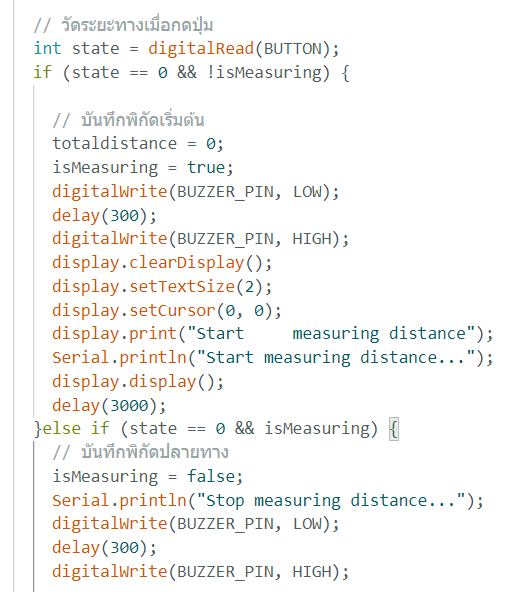 // วัดระยะทางเมื่อกดปุ่ม
int state = digitalRead(BUTTON);
if (state == 0 && !isMeasuring) {
// บันทึกพิกัดเริ่มต้น
totaldistance = 0;
isMeasuring = true;
digitalWrite(BUZZER_PIN, LOW);
delay(300);
digitalWrite(BUZZER_PIN, HIGH);
display.clearDisplay();
display.setTextSize(2);
display.setCursor(0, 0);
display.print("Start     measuring distance");
Serial.println("Start measuring distance...");
display.display();
delay(3000);
}else if (state == 0 && isMeasuring) {
// บันทึกพิกัดปลายทาง
isMeasuring = false;
Serial.println("Stop measuring distance...");
digitalWrite(BUZZER_PIN, LOW);
delay(300);
digitalWrite(BUZZER_PIN, HIGH);